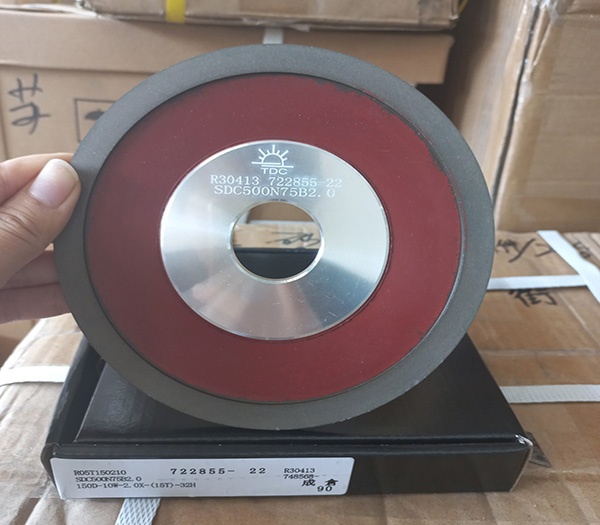 TDC
R30413 722855-22
SDC500N75B2.0
R05T150210 722855- 22 R30413
SDC500N75B2.0 748568-
150D-10W-2.0X-(15T)-32H 成倉
90